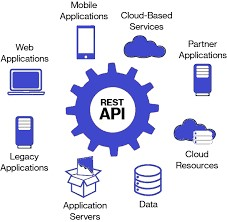 Mobile
Applications
Cloud-Based
Services
Web
Applications
Partner
Applications
REST
API
Legacy
Applications
Cloud
Resources
Application
Servers
Data